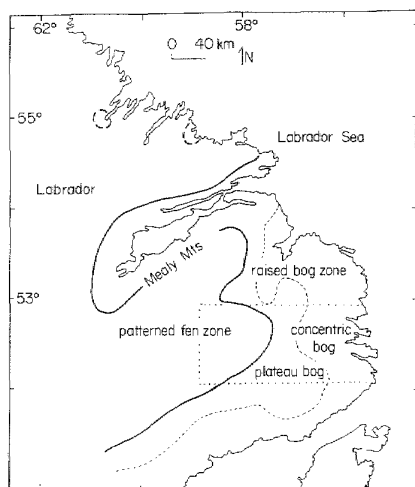 62°
58°
0 40 km
N
55°
Labrador Sea
Labrador
Mealy Mts
raised bog zone
53°
patterned fen zone
concentric
bog
plateau bog